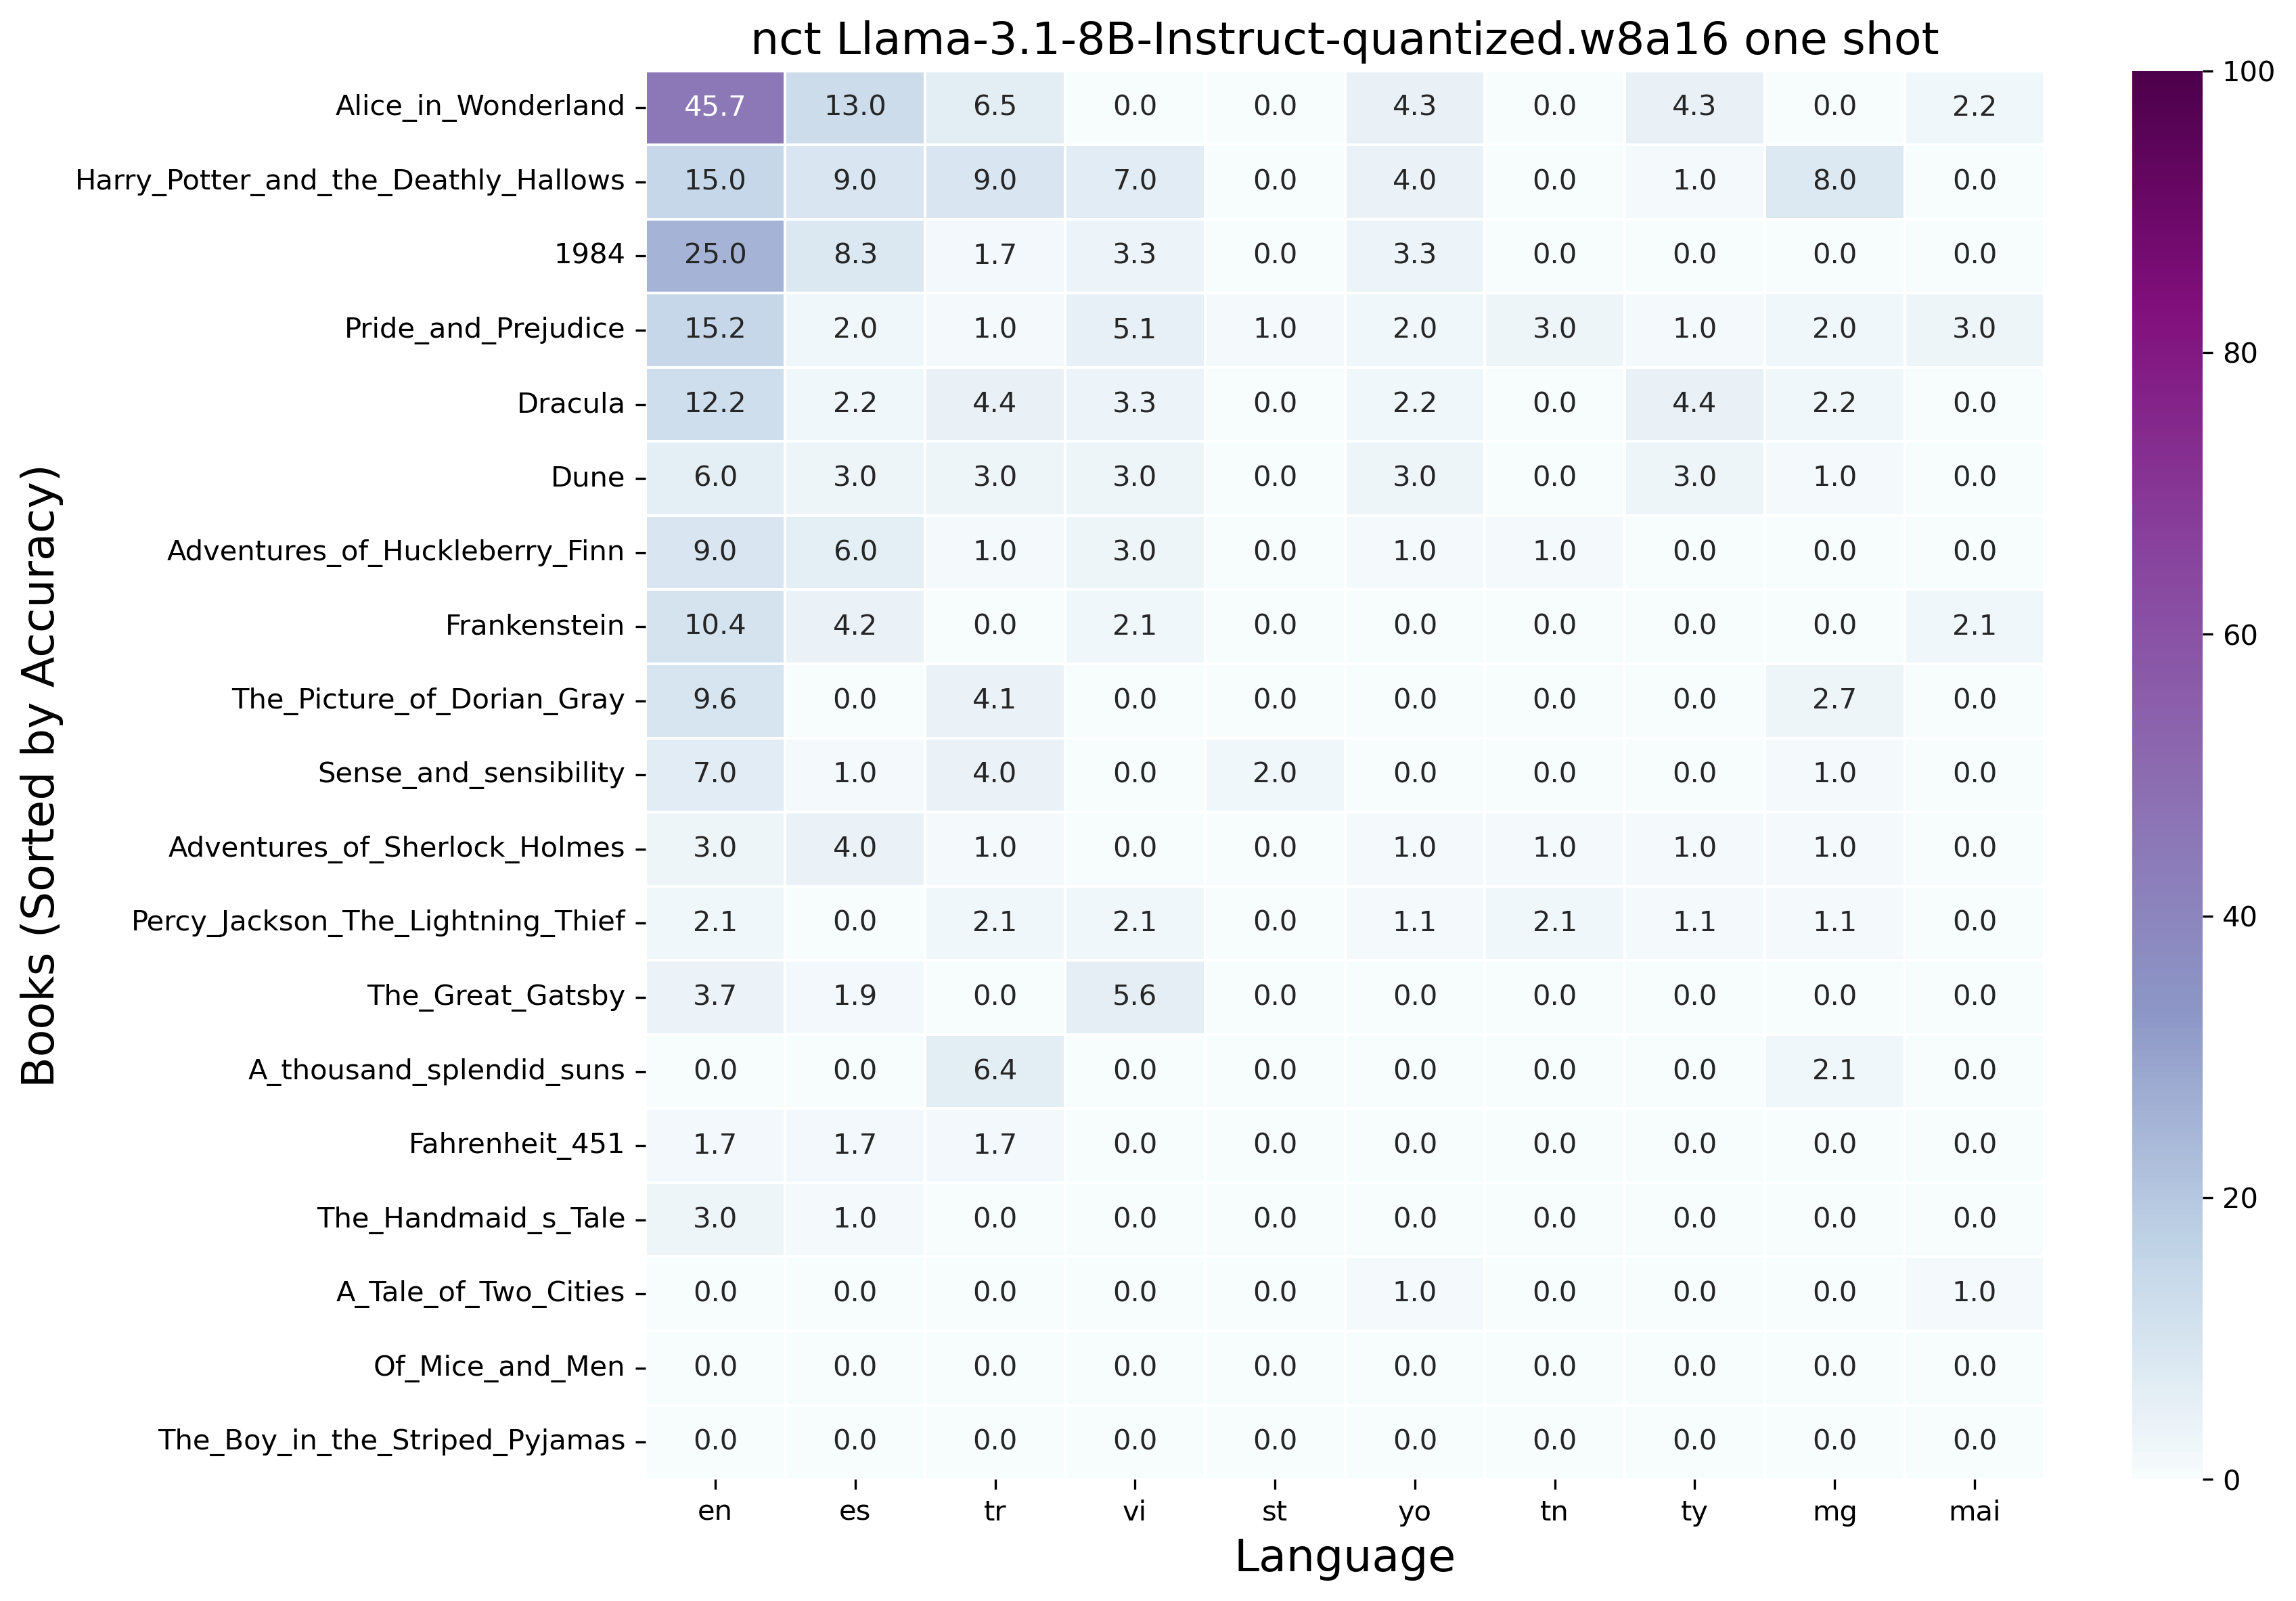 nct Llama-3.1-8B-Instruct-quantized.w8a16 one shot
Books (Sorted by Accuracy)
Alice_in_Wonderland 45.7 13.0 6.5 0.0 0.0 4.3 0.0 4.3 0.0 2.2
Harry_Potter_and_the_Deathly_Hallows 15.0 9.0 9.0 7.0 0.0 4.0 0.0 1.0 8.0 0.0
1984 25.0 8.3 1.7 3.3 0.0 3.3 0.0 0.0 0.0 0.0
Pride_and_Prejudice 15.2 2.0 1.0 5.1 1.0 2.0 3.0 1.0 2.0 3.0
Dracula 12.2 2.2 4.4 3.3 0.0 2.2 0.0 4.4 2.2 0.0
Dune 6.0 3.0 3.0 3.0 0.0 3.0 0.0 3.0 1.0 0.0
Adventures_of_Huckleberry_Finn 9.0 6.0 1.0 3.0 0.0 1.0 1.0 0.0 0.0 0.0
Frankenstein 10.4 4.2 0.0 2.1 0.0 0.0 0.0 0.0 0.0 2.1
The_Picture_of_Dorian_Gray 9.6 0.0 4.1 0.0 0.0 0.0 0.0 0.0 2.7 0.0
Sense_and_sensibility 7.0 1.0 4.0 0.0 2.0 0.0 0.0 0.0 1.0 0.0
Adventures_of_Sherlock_Holmes 3.0 4.0 1.0 0.0 0.0 1.0 1.0 1.0 1.0 0.0
Percy_Jackson_The_Lightning_Thief 2.1 0.0 2.1 2.1 0.0 1.1 2.1 1.1 1.1 0.0
The_Great_Gatsby 3.7 1.9 0.0 5.6 0.0 0.0 0.0 0.0 0.0 0.0
A_thousand_splendid_suns 0.0 0.0 6.4 0.0 0.0 0.0 0.0 0.0 2.1 0.0
Fahrenheit_451 1.7 1.7 1.7 0.0 0.0 0.0 0.0 0.0 0.0 0.0
The_Handmaid_s_Tale 3.0 1.0 0.0 0.0 0.0 0.0 0.0 0.0 0.0 0.0
A_Tale_of_Two_Cities 0.0 0.0 0.0 0.0 0.0 1.0 0.0 0.0 0.0 1.0
Of_Mice_and_Men 0.0 0.0 0.0 0.0 0.0 0.0 0.0 0.0 0.0 0.0
The_Boy_in_the_Striped_Pyjamas 0.0 0.0 0.0 0.0 0.0 0.0 0.0 0.0 0.0 0.0
en es tr vi st yo tn ty mg mai
Language
100
80
60
40
20
0